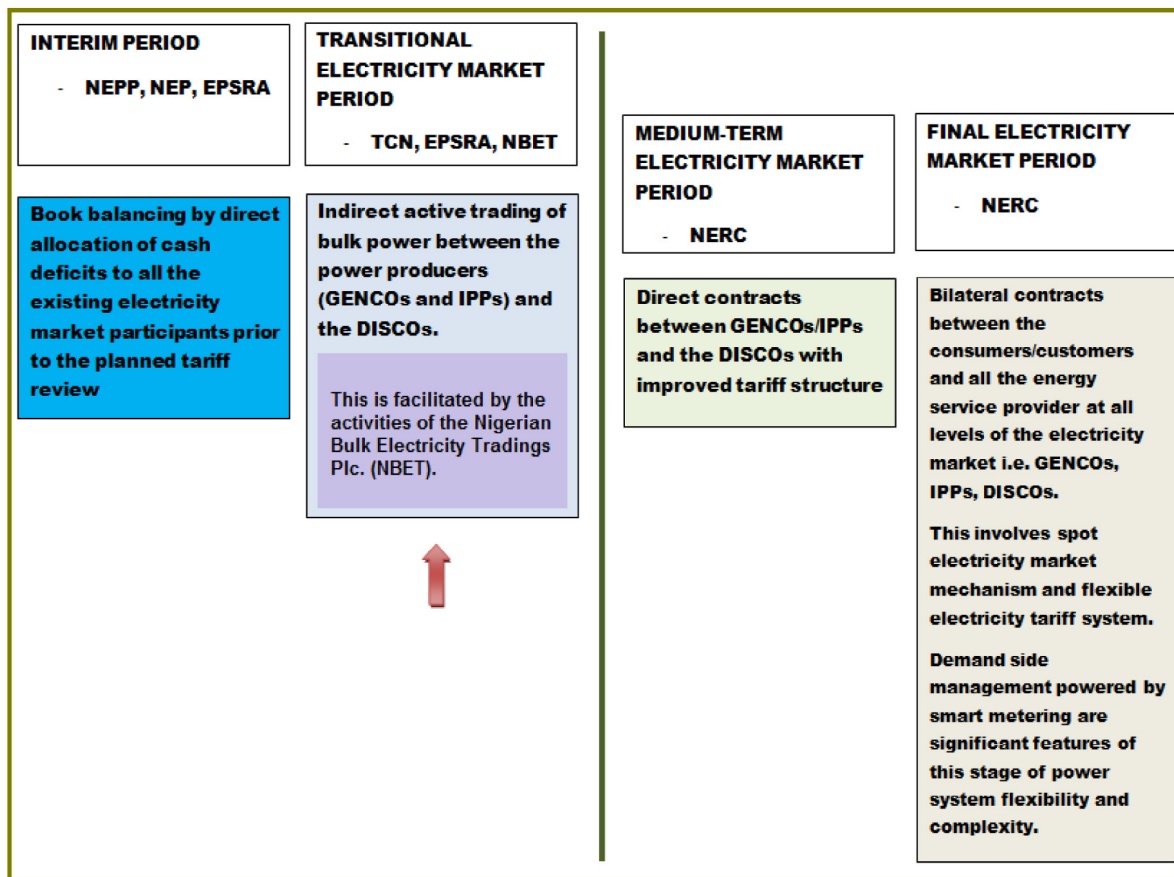 INTERIM PERIOD
- NEPP, NEP, EPSRA
Book balancing by direct
allocation of cash
deficits to all the
existing electricity
market participants prior
to the planned tariff
review
TRANSITIONAL
ELECTRICITY MARKET
PERIOD
- TCN, EPSRA, NBET
Indirect active trading of
bulk power between the
power producers
(GENCOs and IPPs) and
the DISCOs.
This is facilitated by the
activities of the Nigerian
Bulk Electricity Tradings
Plc. (NBET).
MEDIUM-TERM
ELECTRICITY MARKET
PERIOD
- NERC
Direct contracts
between GENCOs/IPPs
and the DISCOs with
improved tariff structure
FINAL ELECTRICITY
MARKET PERIOD
- NERC
Bilateral contracts
between the
consumers/customers
and all the energy
service provider at all
levels of the electricity
market i.e. GENCOs,
IPPs, DISCOs.
This involves spot
electricity market
mechanism and flexible
electricity tariff system.
Demand side
management powered by
smart metering are
significant features of
this stage of power
system flexibility and
complexity.